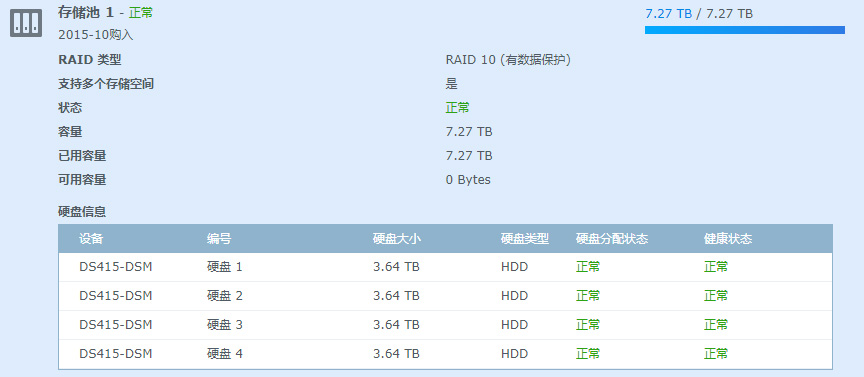 存储池 1 - 正常
7.27 TB / 7.27 TB
2015-10购入
RAID 类型 RAID 10 (有数据保护)
支持多个存储空间 是
状态 正常
容量 7.27 TB
已用容量 7.27 TB
可用容量 0 Bytes
硬盘信息
设备 编号 硬盘大小 硬盘类型 硬盘分配状态 健康状态
DS415-DSM 硬盘 1 3.64 TB HDD 正常 正常
DS415-DSM 硬盘 2 3.64 TB HDD 正常 正常
DS415-DSM 硬盘 3 3.64 TB HDD 正常 正常
DS415-DSM 硬盘 4 3.64 TB HDD 正常 正常